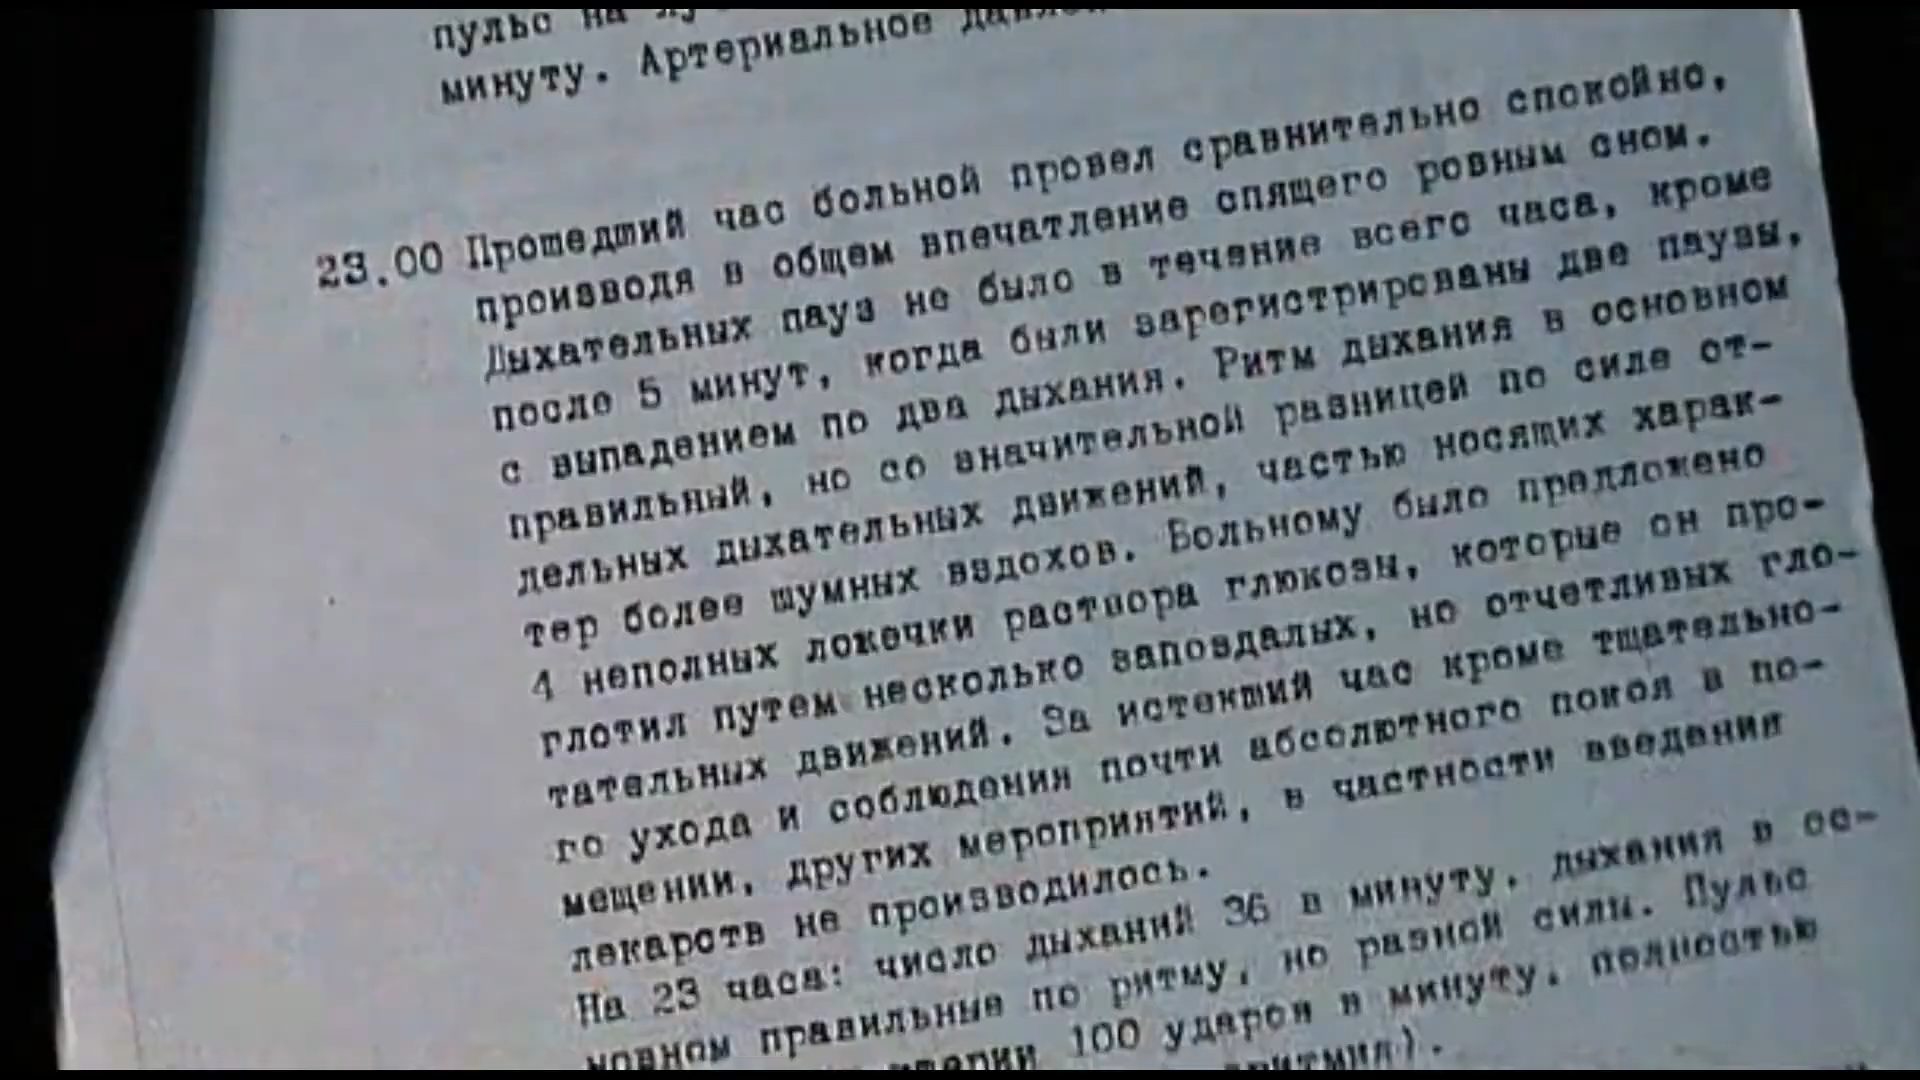 пульс на
минуту. Артериальное
23.00 Прошедший час больной провел сравнительно спокойно,
производя в общем впечатление спящего ровным сном.
Дыхательных пауз не было в течение всего часа, кроме
после 5 минут, когда были зарегистрированы две паузы,
с выпадением по два дыхания. Ритм дыхания в основном
правильный, но со значительной разницей по силе от-
дельных дыхательных движений, частью носящих харак-
тер более шумных вздохов. Больному было предложено
4 неполных ложечки раствора глюкозы, которые он про-
глотил путем несколько запоздалых, но отчетливых гло-
тательных движений. За истекший час кроме тщательно-
го ухода и соблюдения почти абсолютного покоя в по-
мещении, других мероприятий, в частности введения
лекарств не производилось.
На 23 часа: число дыханий 36 в минуту, дыхания в ос-
новном правильные по ритму, но разной силы. Пульс
100 ударов в минуту, полностью